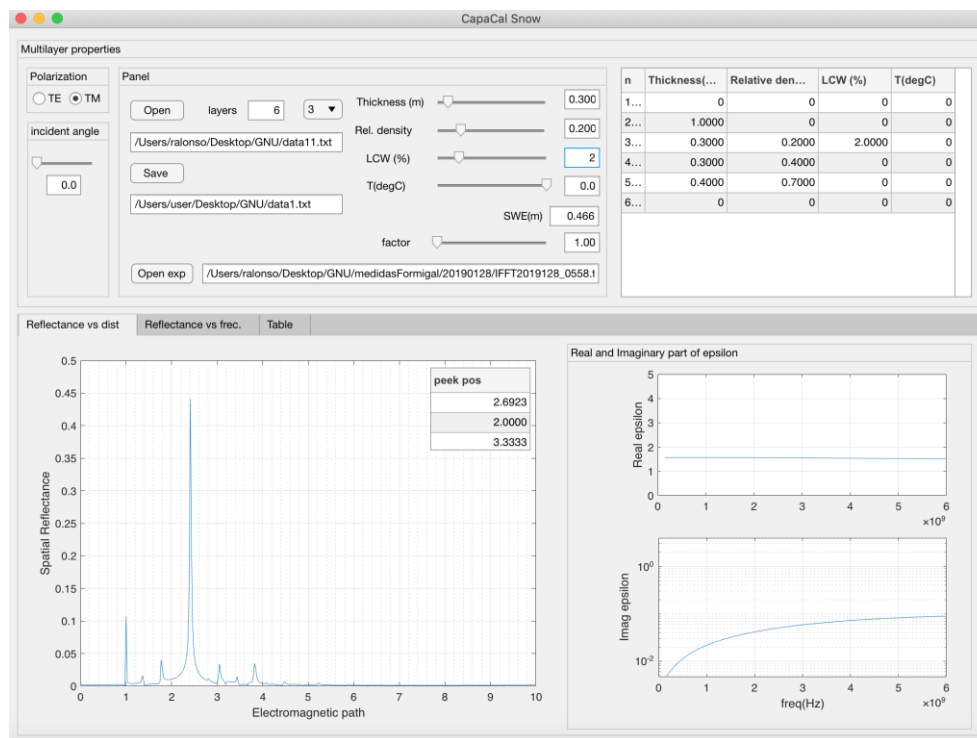 CapaCal Snow
Multilayer properties
Polarization
TE TM
incident angle
0.0
Panel
Open layers 6 3
/Users/ralonso/Desktop/GNU/data11.txt
Save
/Users/user/Desktop/GNU/data1.txt
Thickness (m) 0.300
Rel. density 0.200
LCW (%) 2
T(degC) 0.0
SWE(m) 0.466
factor 1.00
Open exp /Users/ralonso/Desktop/GNU/medidasFormigal/20190128/IFFT2019128_0558.t
n Thickness(... Relative den... LCW (%) T(degC)
1... 0 0 0 0
2... 1.0000 0 0 0
3... 0.3000 0.2000 2.0000 0
4... 0.3000 0.4000 0 0
5... 0.4000 0.7000 0 0
6... 0 0 0 0
Reflectance vs dist Reflectance vs frec. Table
0.5
0.45
0.4
0.35
0.3
0.25
0.2
0.15
0.1
0.05
0
Spatial Reflectance
0 1 2 3 4 5 6 7 8 9 10
Electromagnetic path
peek pos
2.6923
2.0000
3.3333
Real and Imaginary part of epsilon
5
4
3
2
1
0
Real epsilon
0 1 2 3 4 5 6
×10⁹
10⁰
10⁻²
Imag epsilon
0 1 2 3 4 5 6
freq(Hz) ×10⁹